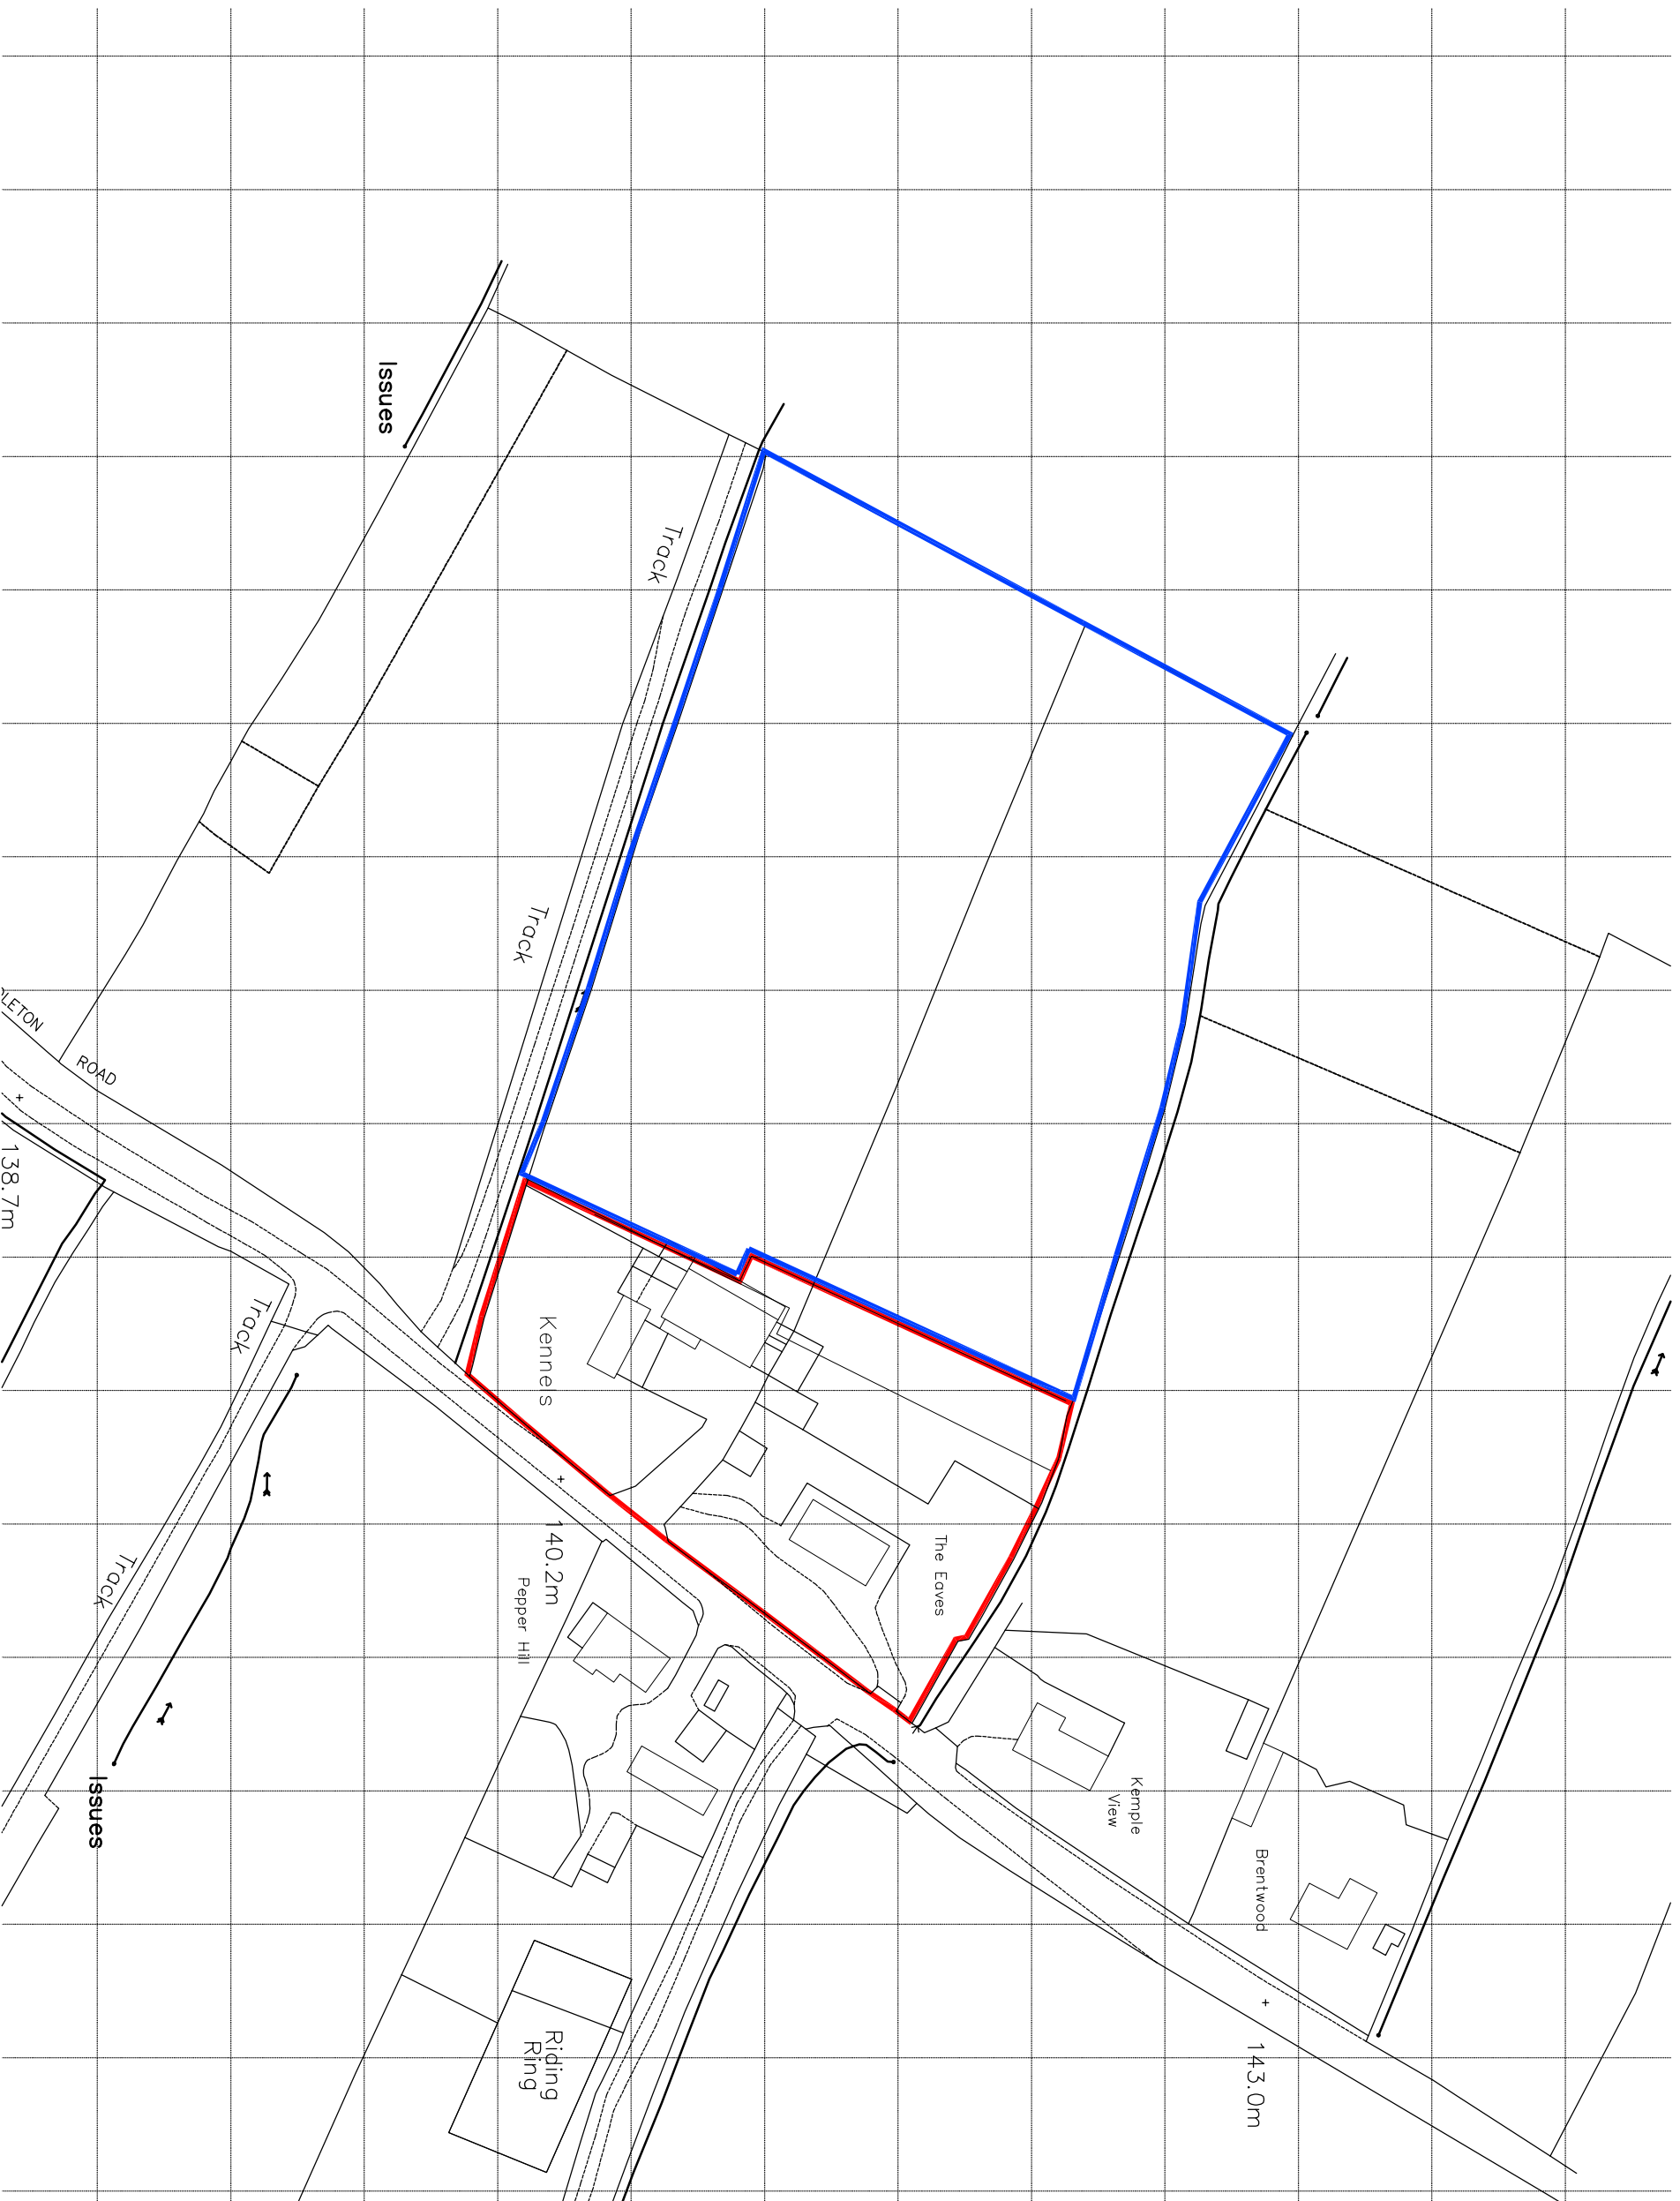 Issues
Track
Track
LETON
ROAD
138.7m
Track
Kennels
140.2m
The Eaves
Pepper Hill
Track
Issues
Kemple
View
Brentwood
Riding
Ring
143.0m